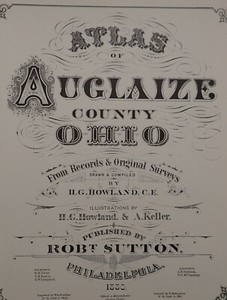 ATLAS
OF
AUGLAIZE
COUNTY
OHIO
From Records & Original Surveys
DRAWN & COMPILED
BY
H.G. HOWLAND, C.E.
ILLUSTRATIONS BY
H.G. Howland, & A. Keller.
PUBLISHED BY
ROBT SUTTON,
PHILADELPHIA.
1880.